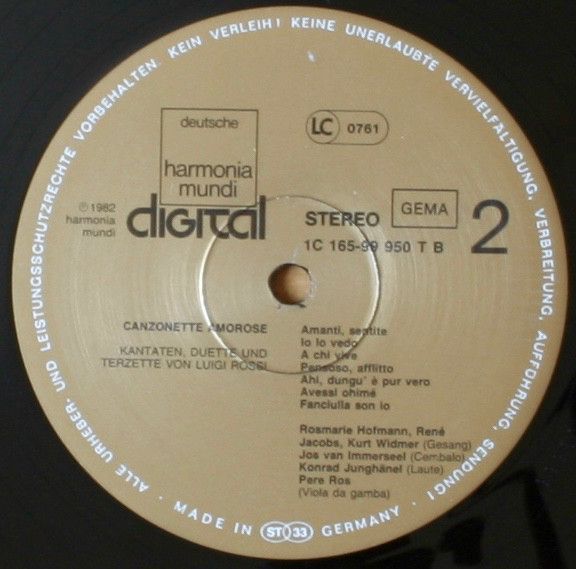 ALLE URHEBER- UND LEISTUNGSSCHUTZRECHTE VORBEHALTEN. KEIN VERLEIH! KEINE UNERLAUBTE VERVIELFÄLTIGUNG, VERBREITUNG, AUFFÜHRUNG, SENDUNG!
deutsche
harmonia
mundi
LC 0761
℗ 1982
harmonia
mundi
digital
STEREO
GEMA
2
1C 165-99 950 T B
CANZONETTE AMOROSE
KANTATEN, DUETTE UND
TERZETTE VON LUIGI ROSSI
Amanti, sentite
Io lo vedo
A chi vive
Pensoso, afflitto
Ahi, dungu' è pur vero
Avessi ohimé
Fanciulla son io
Rosmarie Hofmann, René
Jacobs, Kurt Widmer (Gesang)
Jos van Immerseel (Cembalo)
Konrad Junghänel (Laute)
Pere Ros
(Viola da gamba)
· MADE IN ST 33 GERMANY ·